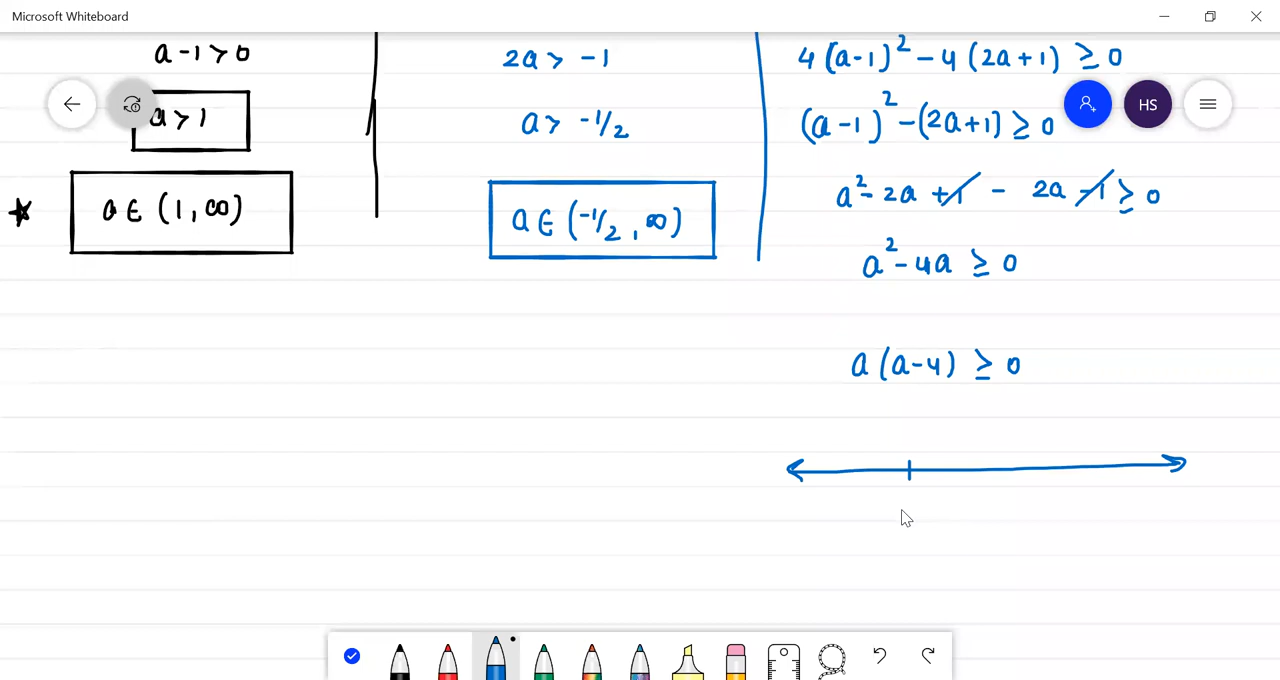 Microsoft Whiteboard
a - 1 > 0
a > 1
a ∈ (1, ∞)
2a > -1
a > -1/2
a ∈ (-1/2, ∞)
4(a-1)² - 4(2a+1) ≥ 0
(a-1)² - (2a+1) ≥ 0
a² - 2a + 1 - 2a - 1 ≥ 0
a² - 4a ≥ 0
a(a-4) ≥ 0
HS